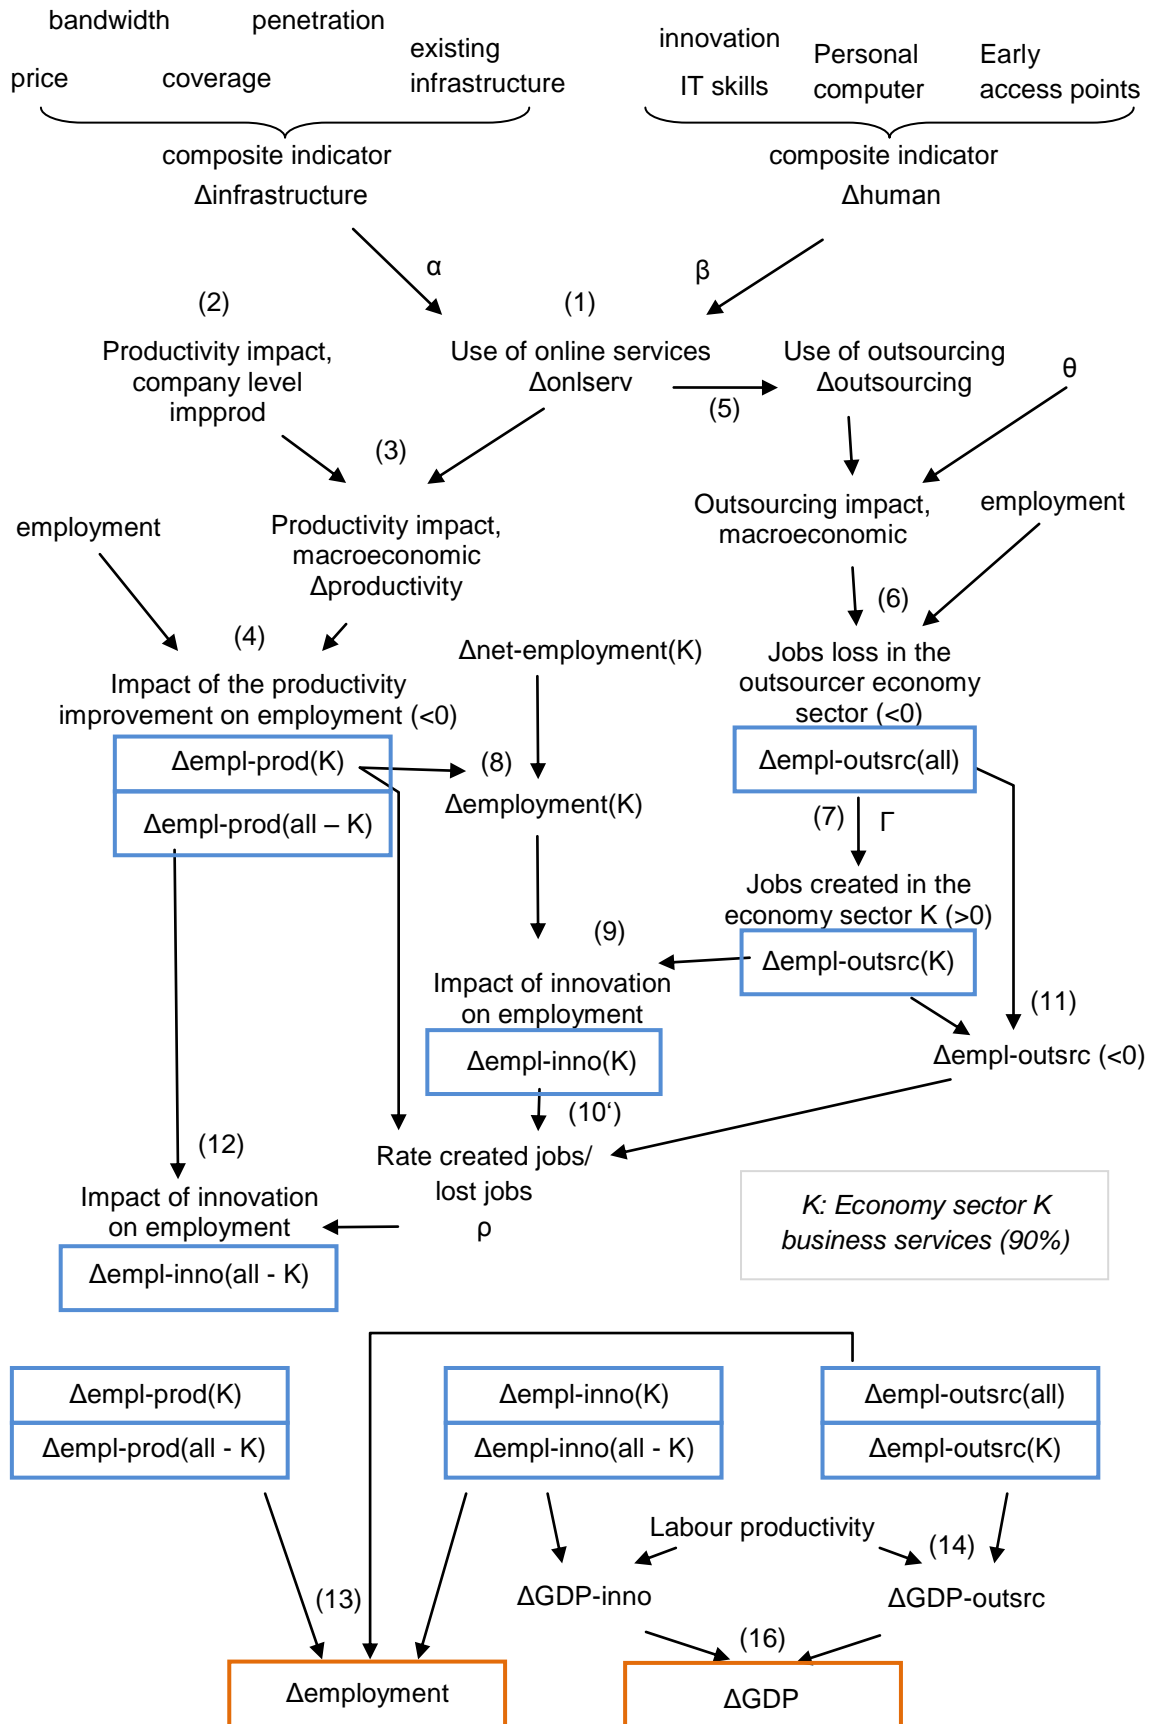 bandwidth
penetration
price
coverage
existing
infrastructure
innovation
IT skills
Personal
computer
Early
access points
composite indicator
Δinfrastructure
composite indicator
Δhuman
α
β
(2)
(1)
Productivity impact,
company level
impprod
Use of online services
Δonlserv
(5)
Use of outsourcing
Δoutsourcing
θ
(3)
employment
Productivity impact,
macroeconomic
Δproductivity
Outsourcing impact,
macroeconomic
employment
(4)
(6)
Impact of the productivity
improvement on employment (<0)
Δempl-prod(K)
Δempl-prod(all – K)
Δnet-employment(K)
(8)
Δemployment(K)
Jobs loss in the
outsourcer economy
sector (<0)
Δempl-outsrc(all)
(7)
Γ
Jobs created in the
economy sector K (>0)
Δempl-outsrc(K)
(9)
Impact of innovation
on employment
Δempl-inno(K)
(11)
Δempl-outsrc (<0)
(10‘)
(12)
Rate created jobs/
lost jobs
ρ
Impact of innovation
on employment
Δempl-inno(all - K)
K: Economy sector K
business services (90%)
Δempl-prod(K)
Δempl-prod(all - K)
Δempl-inno(K)
Δempl-inno(all - K)
Δempl-outsrc(all)
Δempl-outsrc(K)
Labour productivity
(14)
(13)
ΔGDP-inno
ΔGDP-outsrc
(16)
Δemployment
ΔGDP